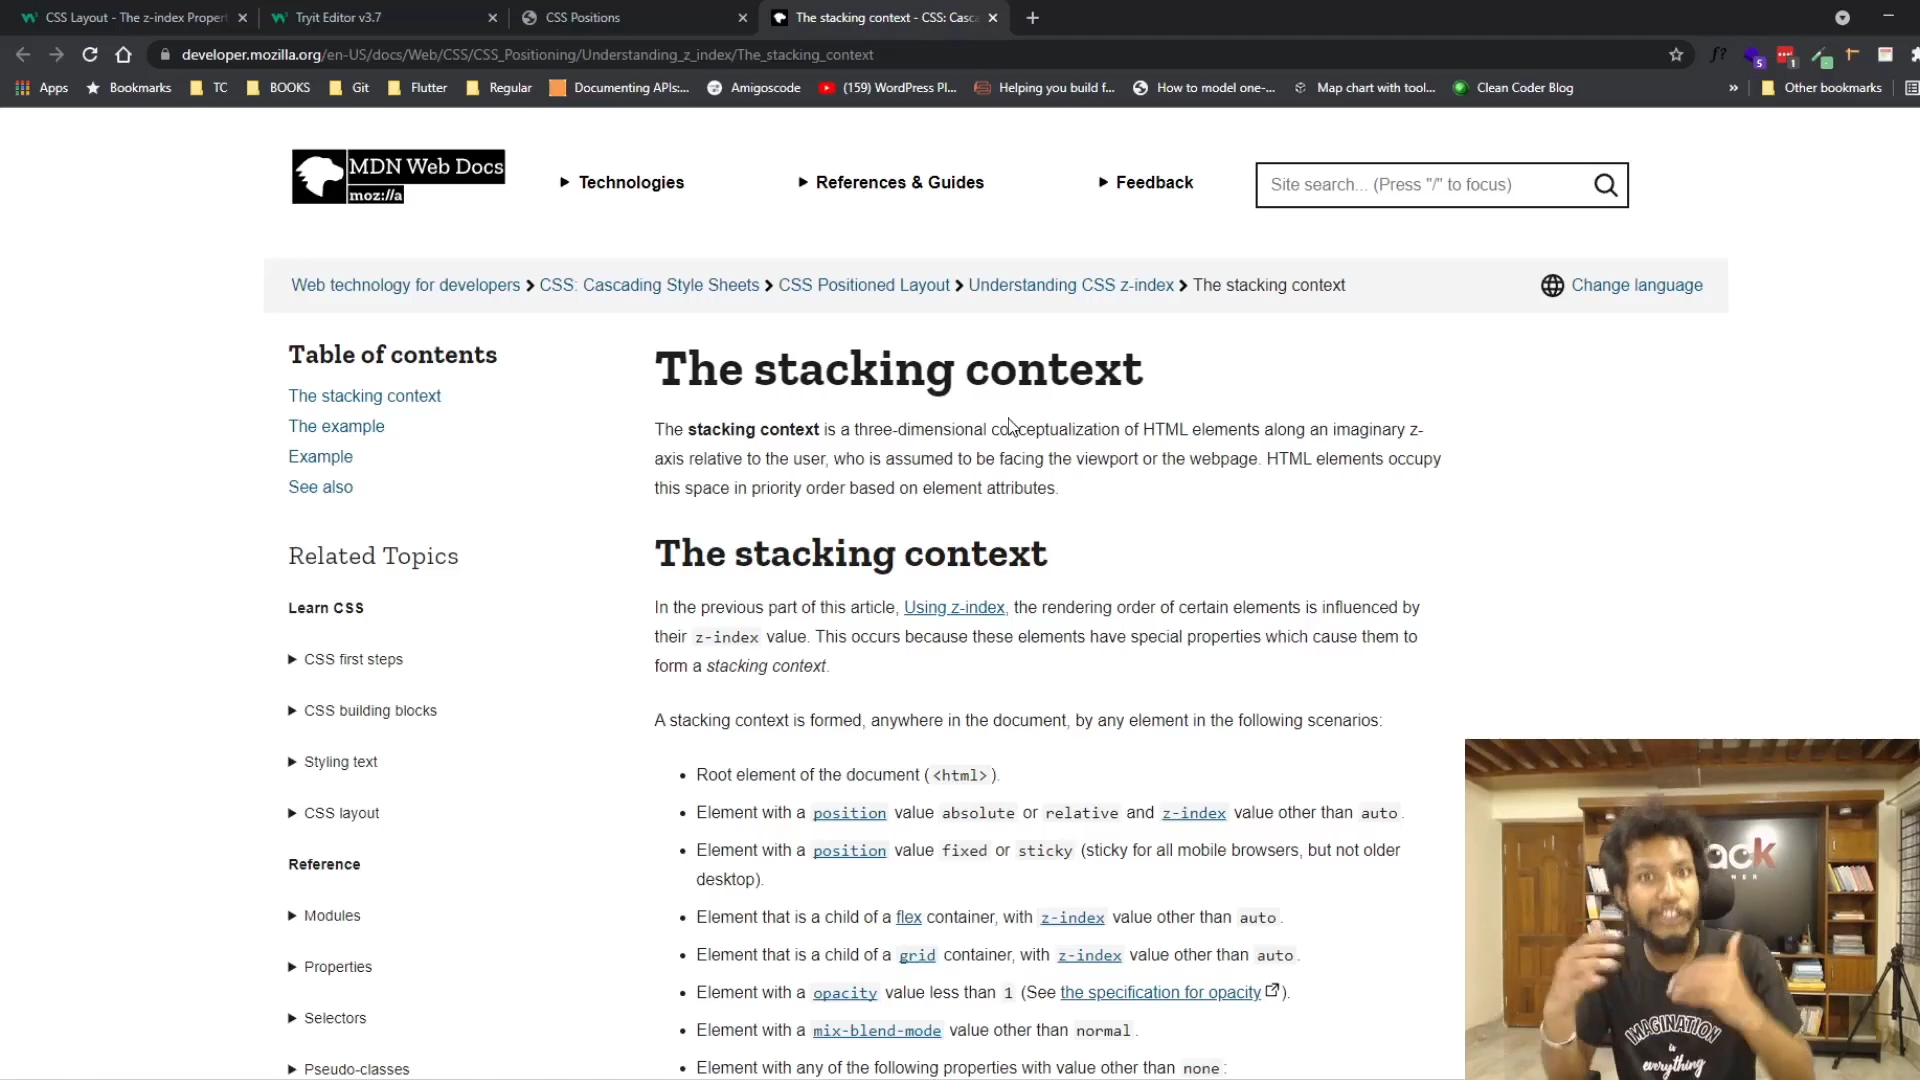 CSS Layout - The z-index Propert
Tryit Editor v3.7
CSS Positions
The stacking context - CSS: Casca
developer.mozilla.org/en-US/docs/Web/CSS/CSS_Positioning/Understanding_z_index/The_stacking_context
Apps
Bookmarks
TC
BOOKS
Git
Flutter
Regular
Documenting APIs:...
Amigoscode
(159) WordPress Pl...
Helping you build f...
How to model one-...
Map chart with tool...
Clean Coder Blog
»
Other bookmarks
MDN Web Docs
moz://a
Technologies
References & Guides
Feedback
Site search... (Press "/" to focus)
Web technology for developers > CSS: Cascading Style Sheets > CSS Positioned Layout > Understanding CSS z-index > The stacking context
Change language
Table of contents
The stacking context
The example
Example
See also
Related Topics
Learn CSS
CSS first steps
CSS building blocks
Styling text
CSS layout
Reference
Modules
Properties
Selectors
Pseudo-classes
The stacking context
The stacking context is a three-dimensional conceptualization of HTML elements along an imaginary z-
axis relative to the user, who is assumed to be facing the viewport or the webpage. HTML elements occupy
this space in priority order based on element attributes.
The stacking context
In the previous part of this article, Using z-index, the rendering order of certain elements is influenced by
their z-index value. This occurs because these elements have special properties which cause them to
form a stacking context.
A stacking context is formed, anywhere in the document, by any element in the following scenarios:
• Root element of the document (<html>).
• Element with a position value absolute or relative and z-index value other than auto.
• Element with a position value fixed or sticky (sticky for all mobile browsers, but not older
desktop).
• Element that is a child of a flex container, with z-index value other than auto.
• Element that is a child of a grid container, with z-index value other than auto.
• Element with a opacity value less than 1 (See the specification for opacity).
• Element with a mix-blend-mode value other than normal.
• Element with any of the following properties with value other than none:
ack
NER
IMAGINATION
is
everything